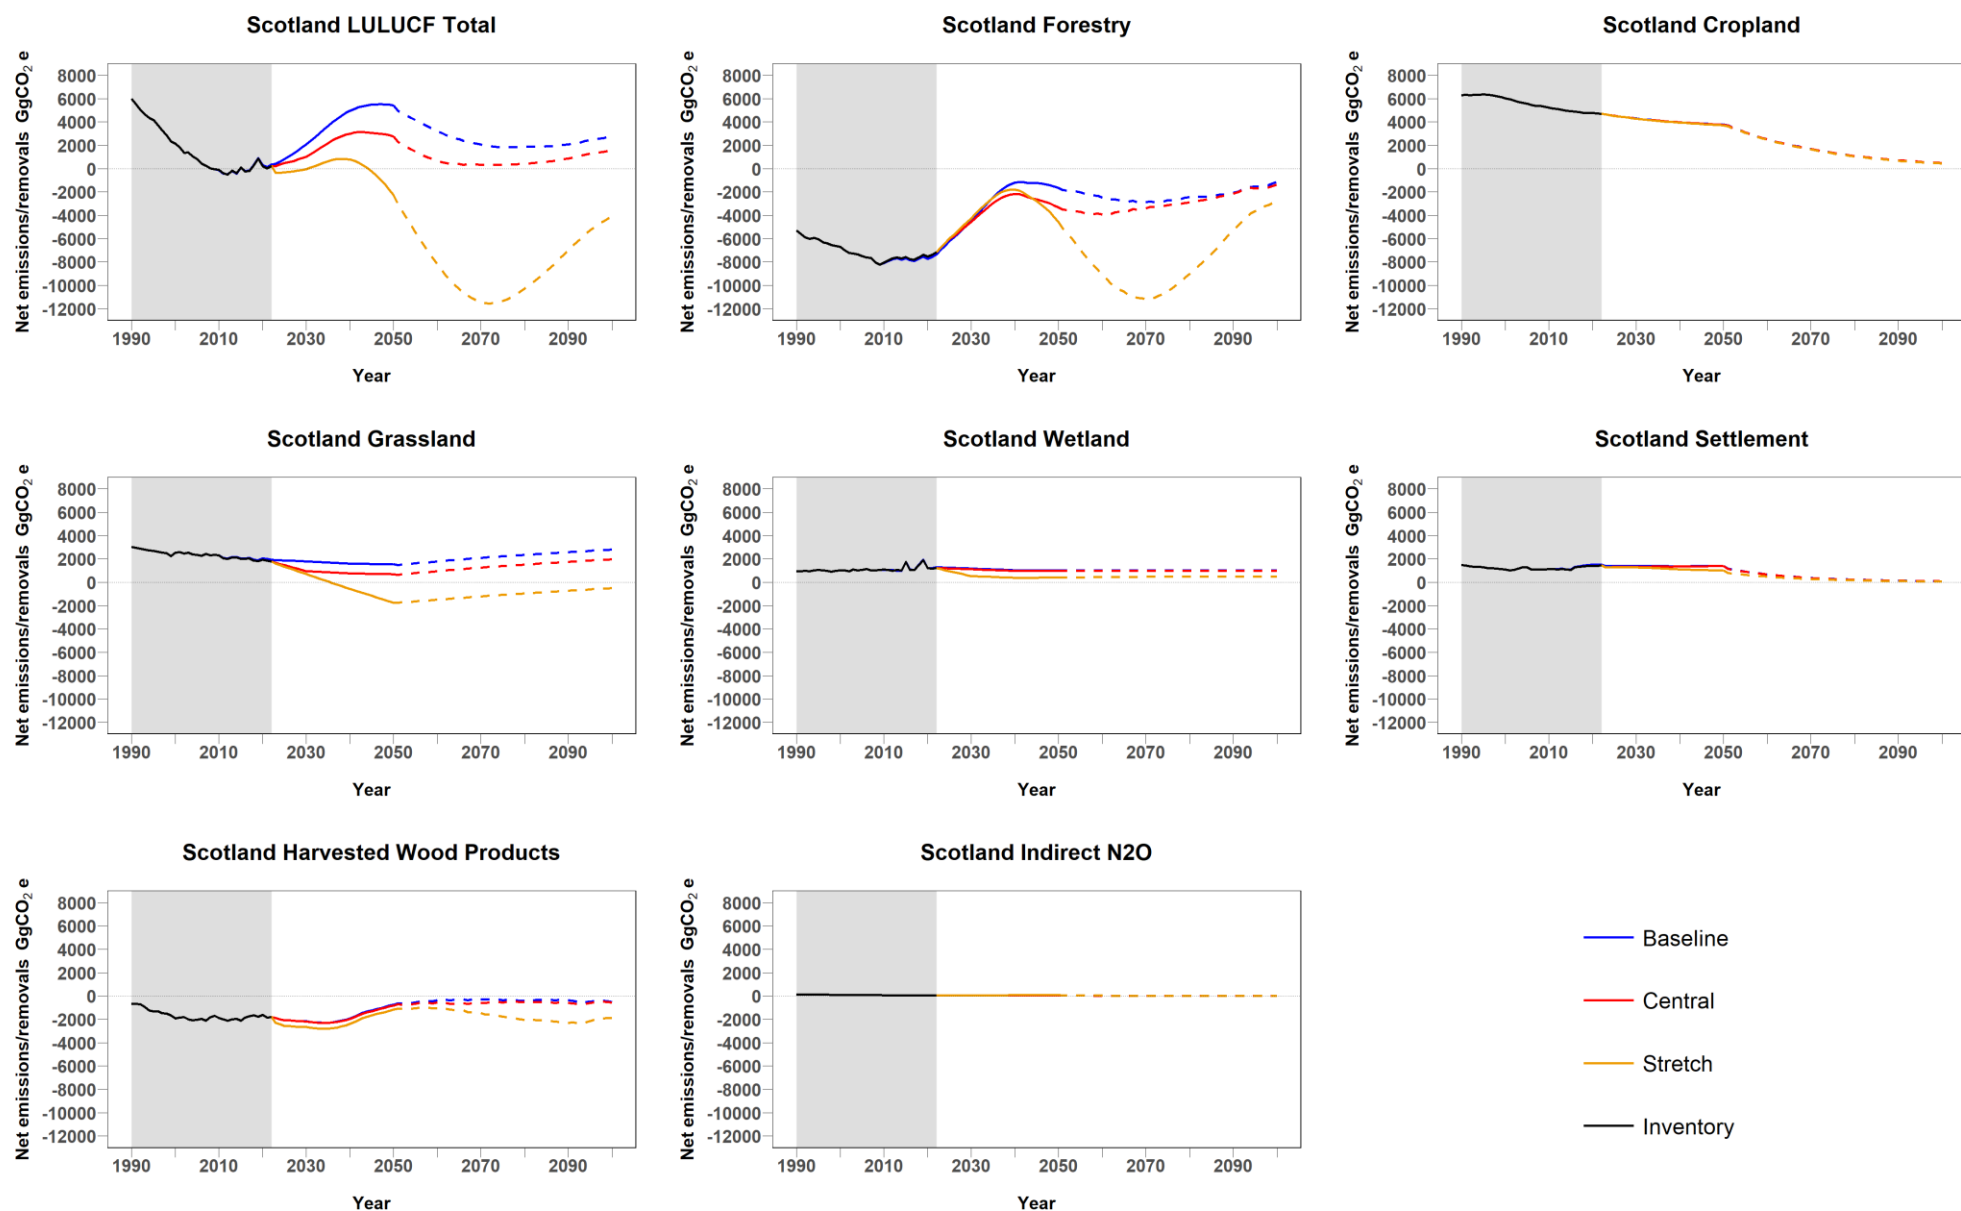 Scotland LULUCF Total
Net emissions/removals GgCO₂ e
8000
6000
4000
2000
0
-2000
-4000
-6000
-8000
-10000
-12000
1990 2010 2030 2050 2070 2090
Year
Scotland Forestry
Net emissions/removals GgCO₂ e
8000
6000
4000
2000
0
-2000
-4000
-6000
-8000
-10000
-12000
1990 2010 2030 2050 2070 2090
Year
Scotland Cropland
Net emissions/removals GgCO₂ e
8000
6000
4000
2000
0
-2000
-4000
-6000
-8000
-10000
-12000
1990 2010 2030 2050 2070 2090
Year
Scotland Grassland
Net emissions/removals GgCO₂ e
8000
6000
4000
2000
0
-2000
-4000
-6000
-8000
-10000
-12000
1990 2010 2030 2050 2070 2090
Year
Scotland Wetland
Net emissions/removals GgCO₂ e
8000
6000
4000
2000
0
-2000
-4000
-6000
-8000
-10000
-12000
1990 2010 2030 2050 2070 2090
Year
Scotland Settlement
Net emissions/removals GgCO₂ e
8000
6000
4000
2000
0
-2000
-4000
-6000
-8000
-10000
-12000
1990 2010 2030 2050 2070 2090
Year
Scotland Harvested Wood Products
Net emissions/removals GgCO₂ e
8000
6000
4000
2000
0
-2000
-4000
-6000
-8000
-10000
-12000
1990 2010 2030 2050 2070 2090
Year
Scotland Indirect N2O
Net emissions/removals GgCO₂ e
8000
6000
4000
2000
0
-2000
-4000
-6000
-8000
-10000
-12000
1990 2010 2030 2050 2070 2090
Year
Baseline
Central
Stretch
Inventory